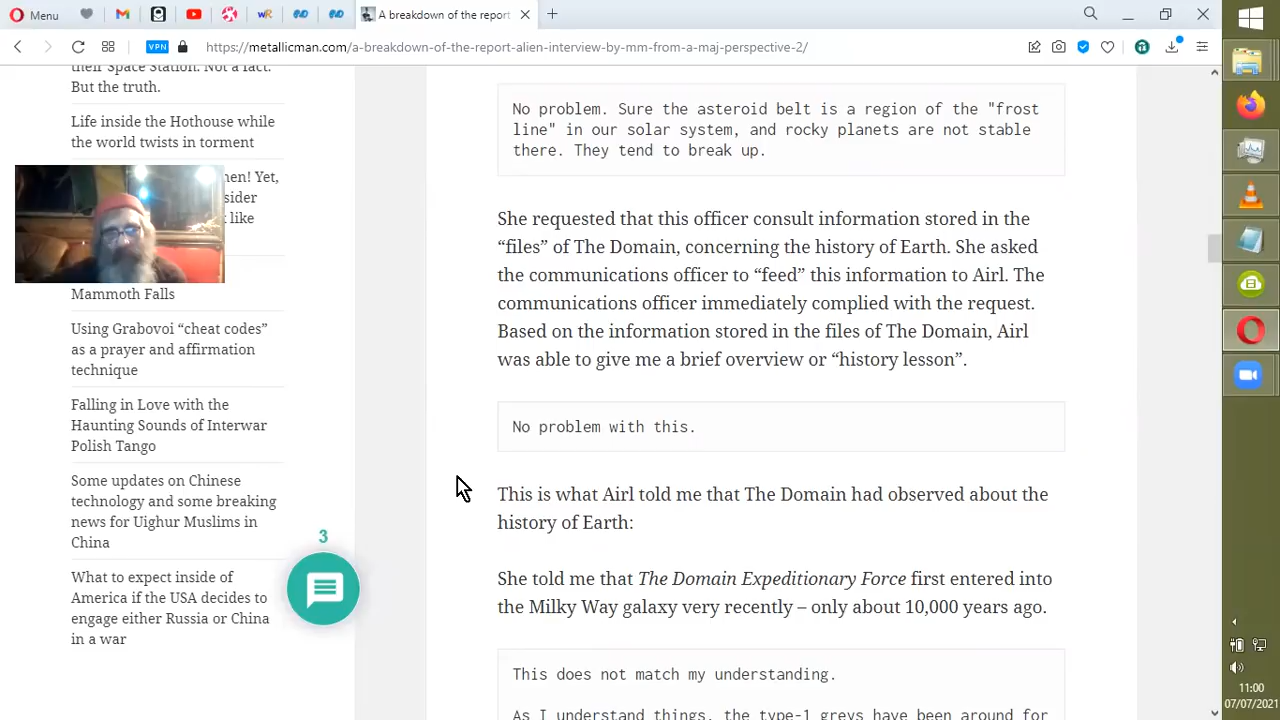 Menu
A breakdown of the report
VPN
https://metallicman.com/a-breakdown-of-the-report-alien-interview-by-mm-from-a-maj-perspective-2/
their Space Station. Not a fact.
But the truth.
Life inside the Hothouse while
the world twists in torment
nen! Yet,
sider
like
Mammoth Falls
Using Grabovoi “cheat codes”
as a prayer and affirmation
technique
Falling in Love with the
Haunting Sounds of Interwar
Polish Tango
Some updates on Chinese
technology and some breaking
news for Uighur Muslims in
China
What to expect inside of
America if the USA decides to
engage either Russia or China
in a war
3
No problem. Sure the asteroid belt is a region of the "frost
line" in our solar system, and rocky planets are not stable
there. They tend to break up.
She requested that this officer consult information stored in the
“files” of The Domain, concerning the history of Earth. She asked
the communications officer to “feed” this information to Airl. The
communications officer immediately complied with the request.
Based on the information stored in the files of The Domain, Airl
was able to give me a brief overview or “history lesson”.
No problem with this.
This is what Airl told me that The Domain had observed about the
history of Earth:
She told me that The Domain Expeditionary Force first entered into
the Milky Way galaxy very recently – only about 10,000 years ago.
This does not match my understanding.
As I understand things, the type-1 greys have been around for
11:00
07/07/2021